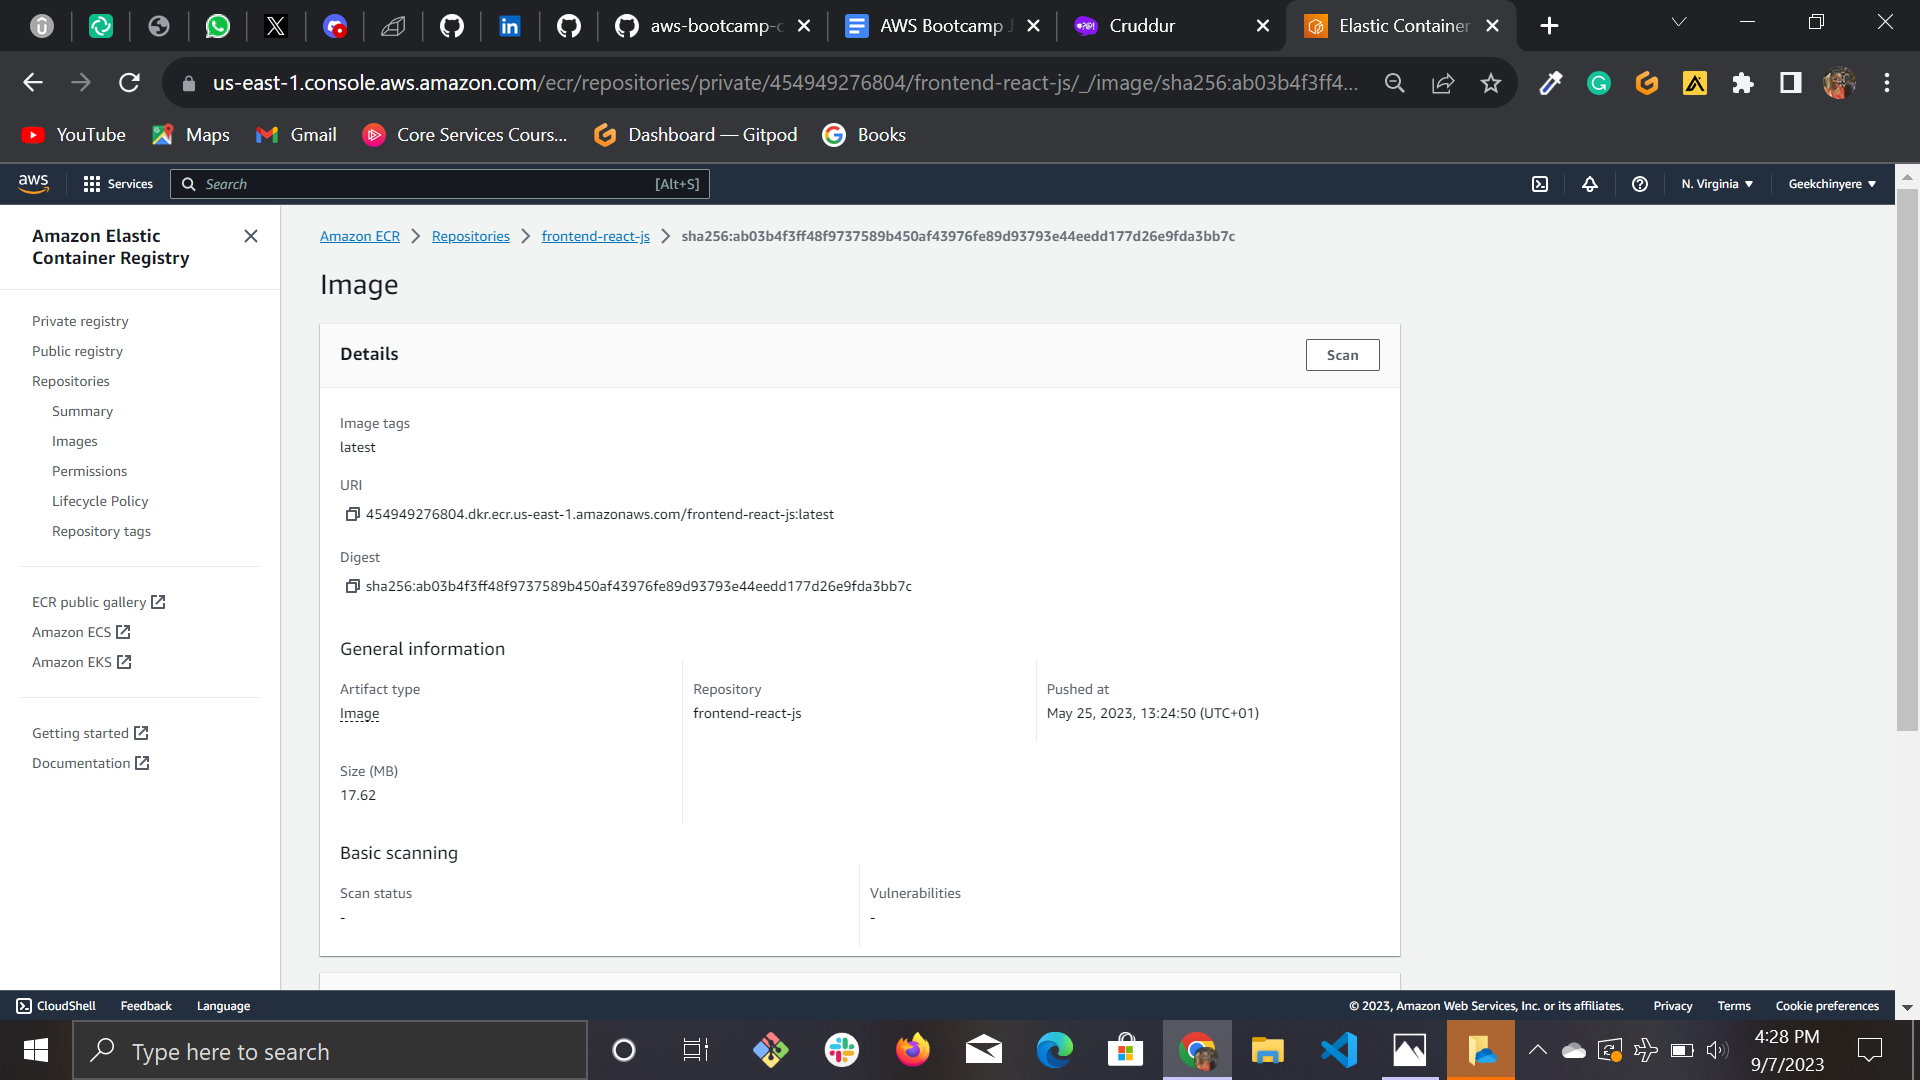 aws-bootcamp-c
AWS Bootcamp J
Cruddur
Elastic Container
us-east-1.console.aws.amazon.com/ecr/repositories/private/454949276804/frontend-react-js/_/image/sha256:ab03b4f3ff4...
YouTube
Maps
Gmail
Core Services Cours...
Dashboard — Gitpod
Books
aws
Services
Search
[Alt+S]
N. Virginia
Geekchinyere
Amazon Elastic
Container Registry
Private registry
Public registry
Repositories
Summary
Images
Permissions
Lifecycle Policy
Repository tags
ECR public gallery
Amazon ECS
Amazon EKS
Getting started
Documentation
Amazon ECR
Repositories
frontend-react-js
sha256:ab03b4f3ff48f9737589b450af43976fe89d93793e44eedd177d26e9fda3bb7c
Image
Details
Scan
Image tags
latest
URI
454949276804.dkr.ecr.us-east-1.amazonaws.com/frontend-react-js:latest
Digest
sha256:ab03b4f3ff48f9737589b450af43976fe89d93793e44eedd177d26e9fda3bb7c
General information
Artifact type
Image
Repository
frontend-react-js
Pushed at
May 25, 2023, 13:24:50 (UTC+01)
Size (MB)
17.62
Basic scanning
Scan status
-
Vulnerabilities
-
CloudShell
Feedback
Language
© 2023, Amazon Web Services, Inc. or its affiliates.
Privacy
Terms
Cookie preferences
Type here to search
4:28 PM
9/7/2023